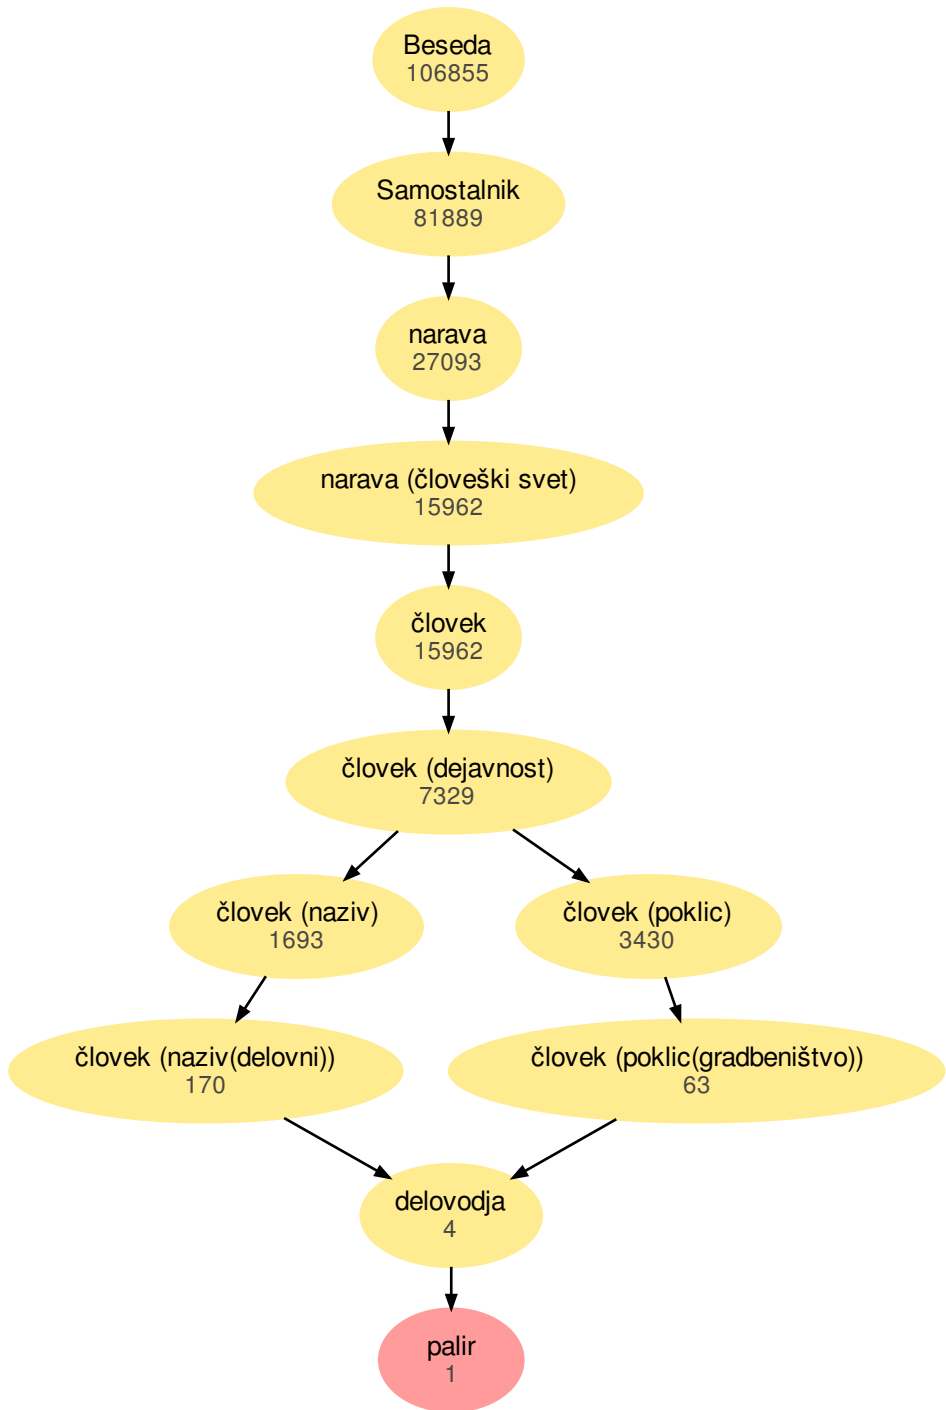 Beseda
106855
Samostalnik
81889
narava
27093
narava (človeški svet)
15962
človek
15962
človek (dejavnost)
7329
človek (naziv)
1693
človek (poklic)
3430
človek (naziv(delovni))
170
človek (poklic(gradbeništvo))
63
delovodja
4
palir
1